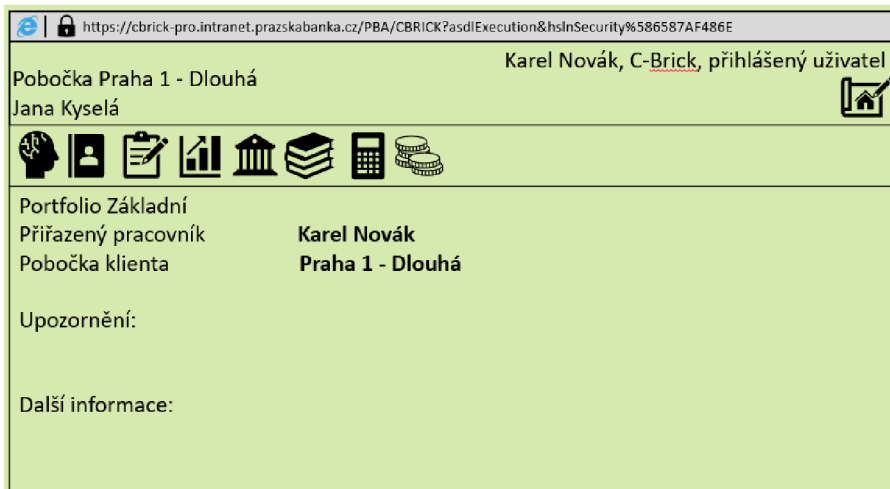 https://cbrick-pro.intranet.prazskabanka.cz/PBA/CBRICK?asdlExecution&hslnSecurity%586587AF486E
Karel Novák, C-Brick, přihlášený uživatel
Pobočka Praha 1 - Dlouhá
Jana Kyselá
Portfolio Základní
Přiřazený pracovník Karel Novák
Pobočka klienta Praha 1 - Dlouhá
Upozornění:
Další informace: